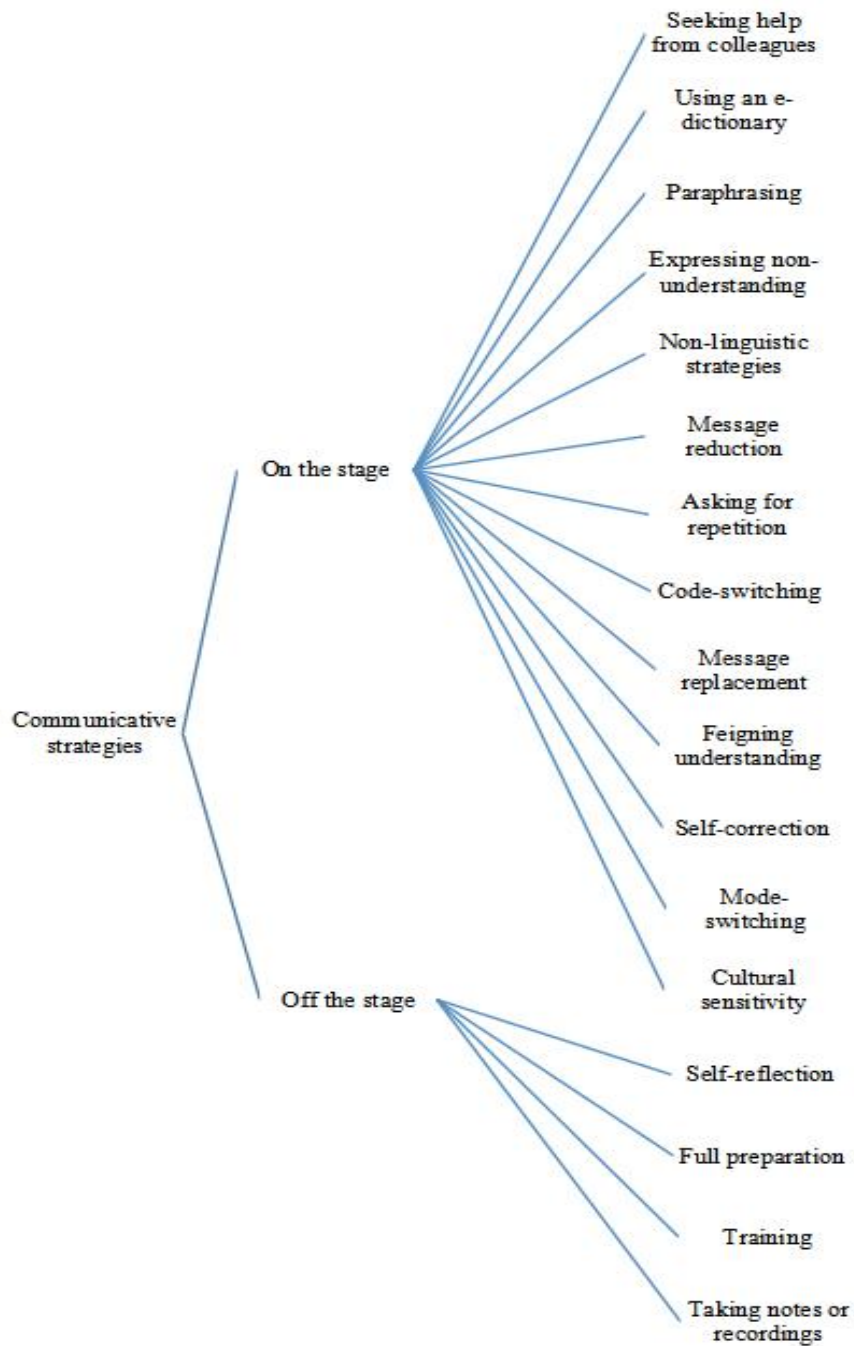 Seeking help
from colleagues
Using an e-
dictionary
Paraphrasing
Expressing non-
understanding
Non-linguistic
strategies
Message
reduction
On the stage
Asking for
repetition
Code-switching
Message
replacement
Communicative
strategies
Feigning
understanding
Self-correction
Mode-
switching
Cultural
sensitivity
Off the stage
Self-reflection
Full preparation
Training
Taking notes or
recordings